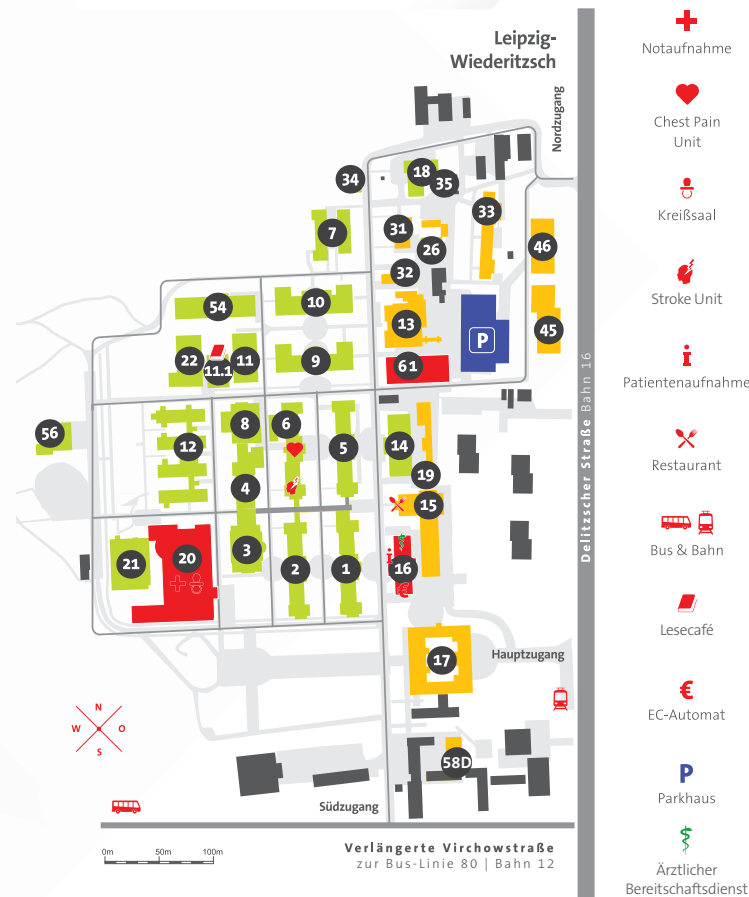 Leipzig-
Wiederitzsch
Nordzugang
34
18
35
7
31
33
26
46
32
54
10
13
P
45
22
11.1
11
9
61
56
12
8
6
5
14
4
19
15
21
20
3
2
1
16
17
Hauptzugang
Delitzscher Straße Bahn 16
N
W
O
S
58D
Südzugang
0m
50m
100m
Verlängerte Virchowstraße
zur Bus-Linie 80 | Bahn 12
Notaufnahme
Chest Pain
Unit
Kreißsaal
Stroke Unit
Patientenaufnahme
Restaurant
Bus & Bahn
Lesecafé
€
EC-Automat
P
Parkhaus
Ärztlicher
Bereitschaftsdienst